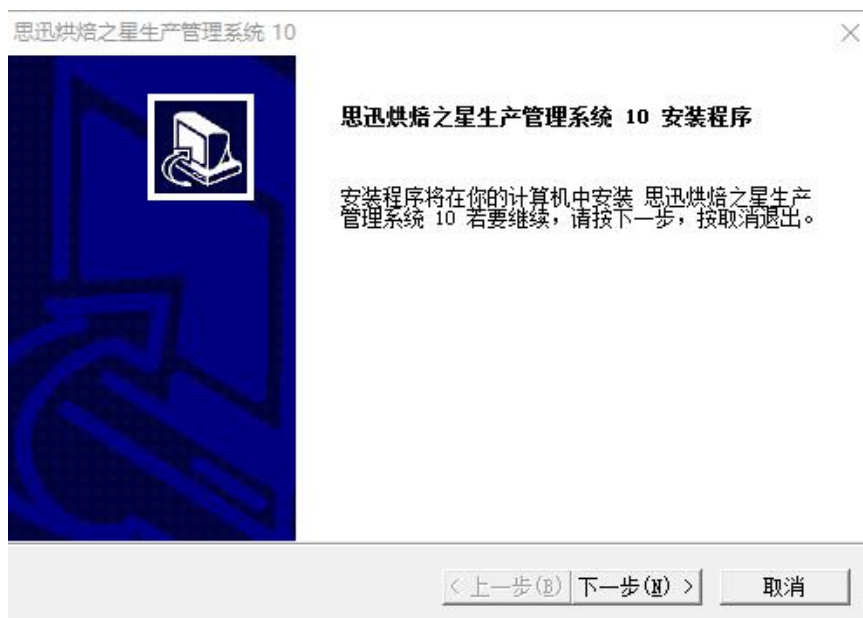 思迅烘焙之星生产管理系统 10
思迅烘焙之星生产管理系统 10 安装程序
安装程序将在你的计算机中安装 思迅烘焙之星生产
管理系统 10 若要继续，请按下一步，按取消退出。
< 上一步(B) 下一步(N) > 取消